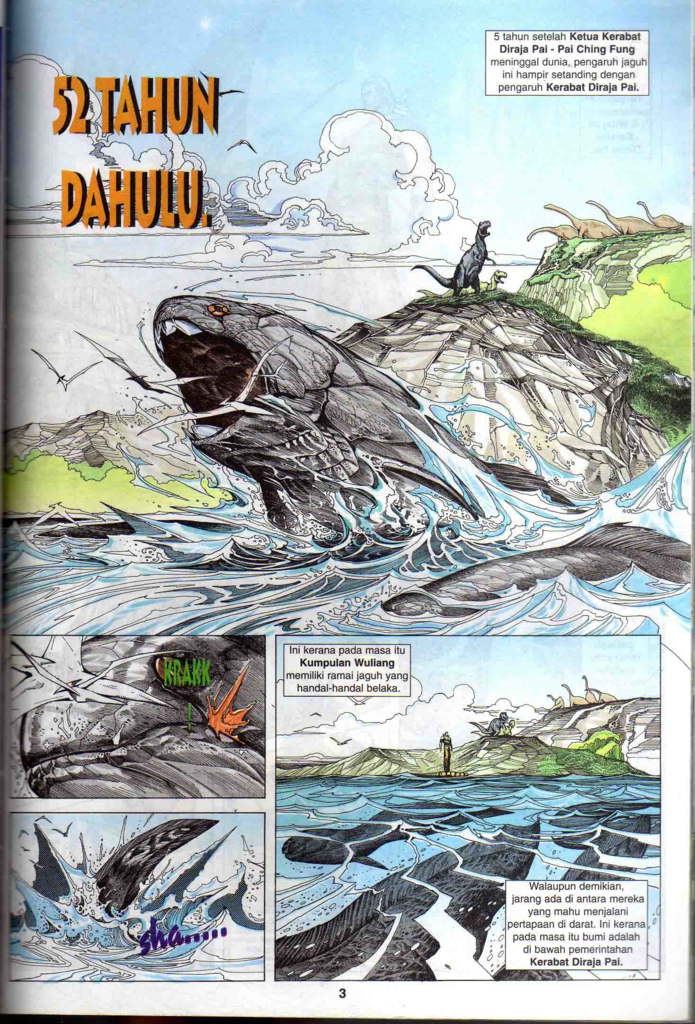 52 TAHUN
DAHULU.
5 tahun setelah Ketua Kerabat
Diraja Pai - Pai Ching Fung
meninggal dunia, pengaruh jaguh
ini hampir setanding dengan
pengaruh Kerabat Diraja Pai.
KRAKK
!
sha......
Ini kerana pada masa itu
Kumpulan Wuliang
memiliki ramai jaguh yang
handal-handal belaka.
Walaupun demikian,
jarang ada di antara mereka
yang mahu menjalani
pertapaan di darat. Ini kerana
pada masa itu bumi adalah
di bawah pemerintahan
Kerabat Diraja Pai.
3